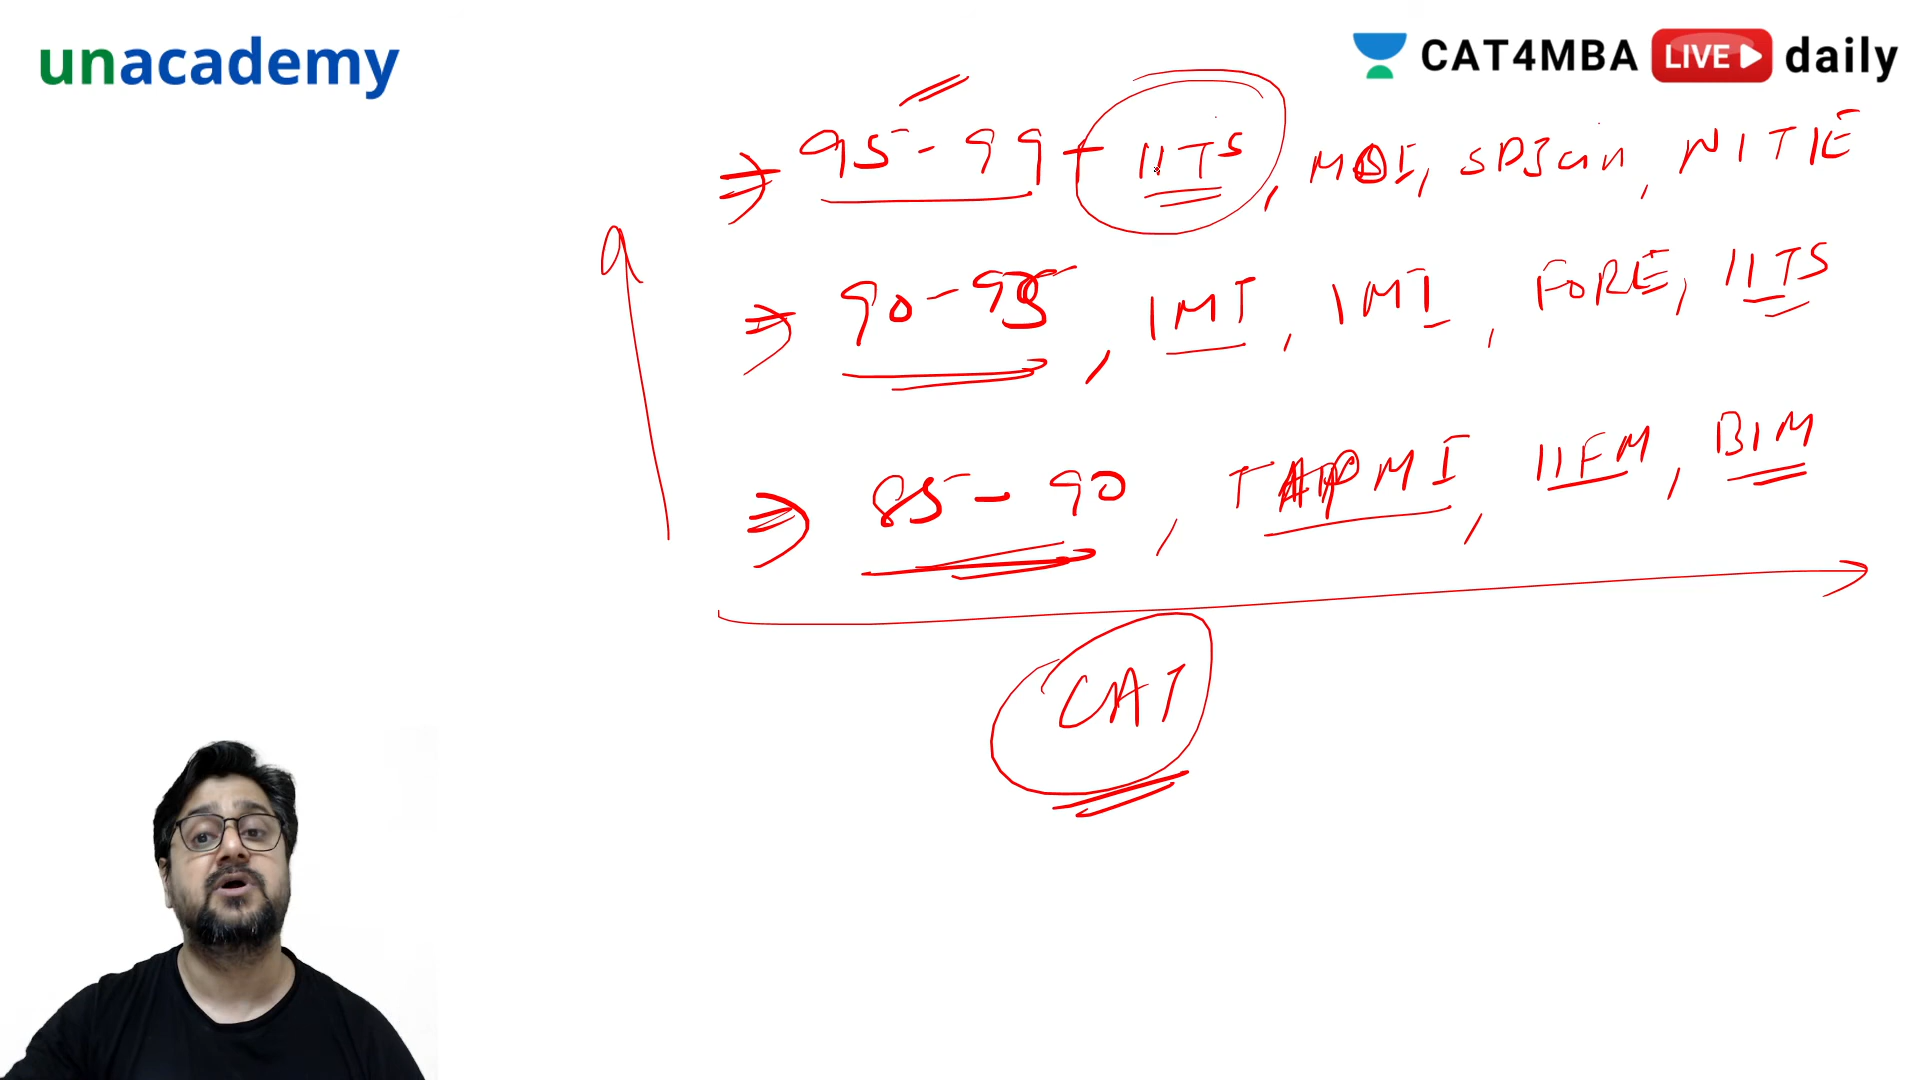 unacademy
CAT4MBA LIVE daily
95 - 99 - IITS, MDI, SPJain, NITIE
90 - 95, IMT, IMI, FORE, IITS
85 - 90, TAPMI, IIFM, BIM
CAT